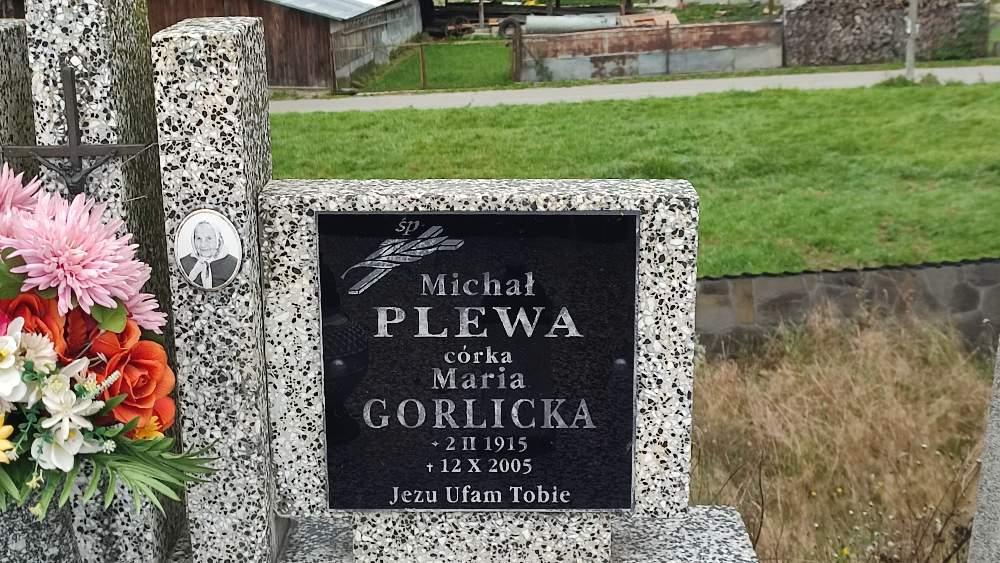 śp
Michał
PLEWA
córka
Maria
GORLICKA
* 2 II 1915
† 12 X 2005
Jezu Ufam Tobie